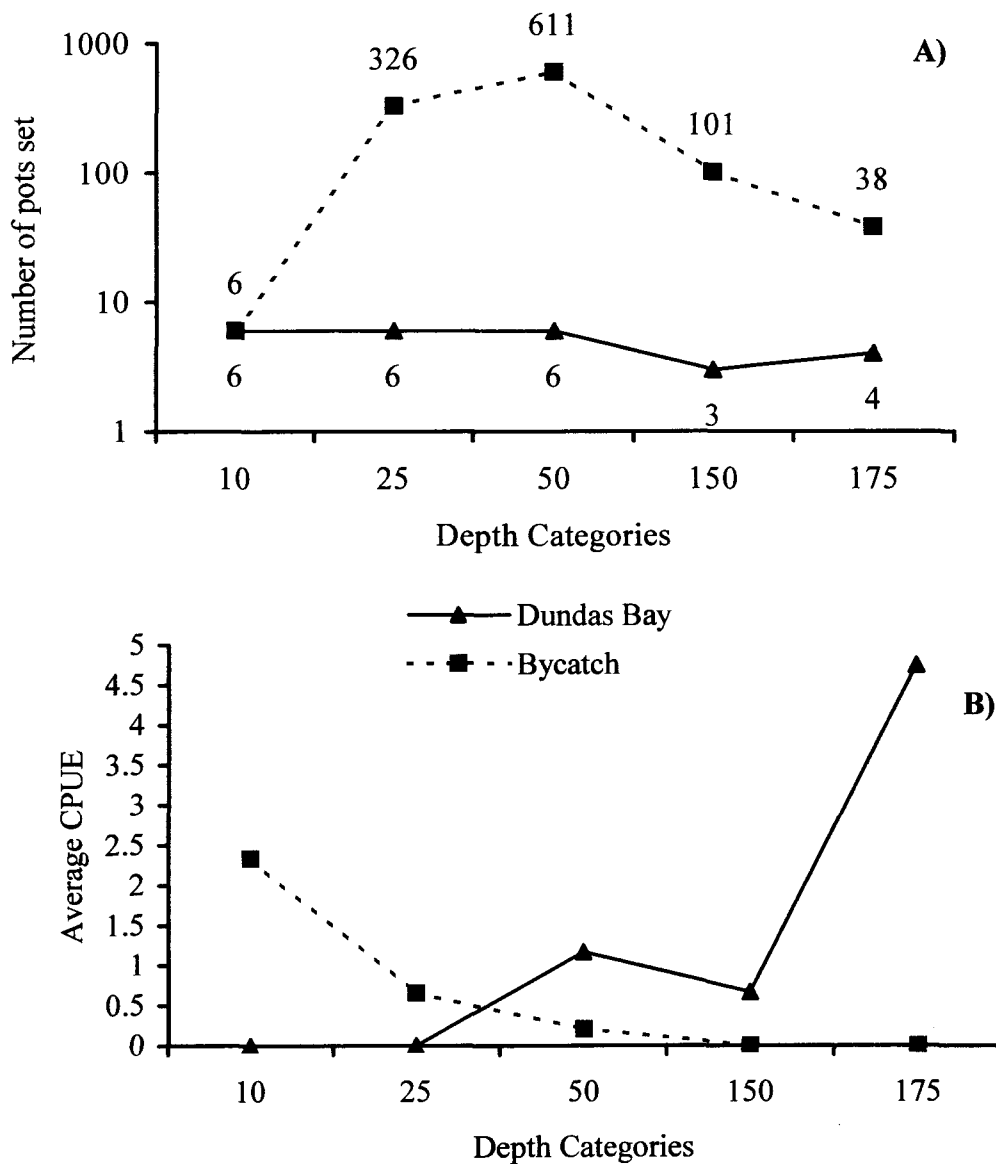 A)
Number of pots set
1000
100
10
1
326
611
101
38
6
6
6
6
3
4
10 25 50 150 175
Depth Categories
Dundas Bay
Bycatch
B)
Average CPUE
5
4.5
4
3.5
3
2.5
2
1.5
1
0.5
0
10 25 50 150 175
Depth Categories